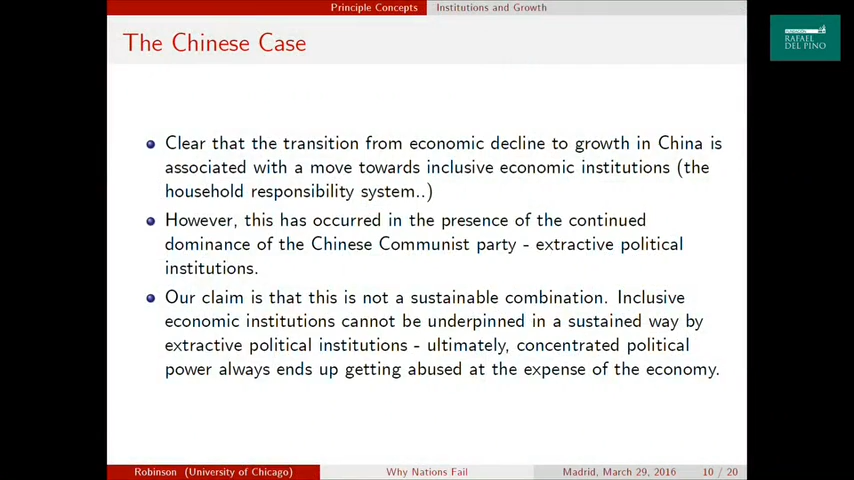 Principle Concepts Institutions and Growth
FUNDACIÓN
RAFAEL
DEL PINO
The Chinese Case
Clear that the transition from economic decline to growth in China is
associated with a move towards inclusive economic institutions (the
household responsibility system..)
However, this has occurred in the presence of the continued
dominance of the Chinese Communist party - extractive political
institutions.
Our claim is that this is not a sustainable combination. Inclusive
economic institutions cannot be underpinned in a sustained way by
extractive political institutions - ultimately, concentrated political
power always ends up getting abused at the expense of the economy.
Robinson (University of Chicago) Why Nations Fail Madrid, March 29, 2016 10 / 20